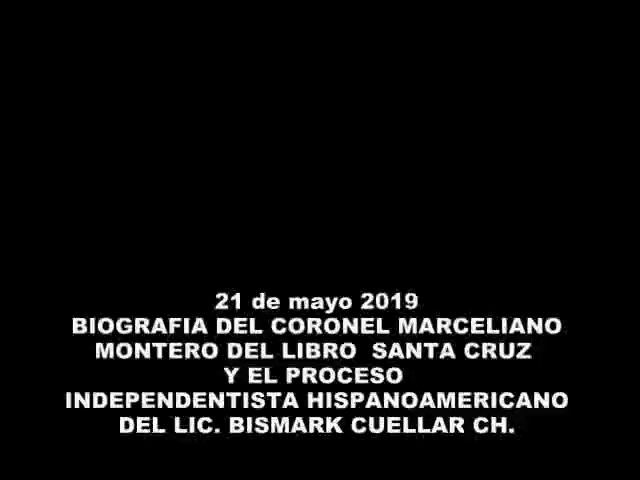 21 de mayo 2019
BIOGRAFIA DEL CORONEL MARCELIANO
MONTERO DEL LIBRO  SANTA CRUZ
Y EL PROCESO
INDEPENDENTISTA HISPANOAMERICANO
DEL LIC. BISMARK CUELLAR CH.